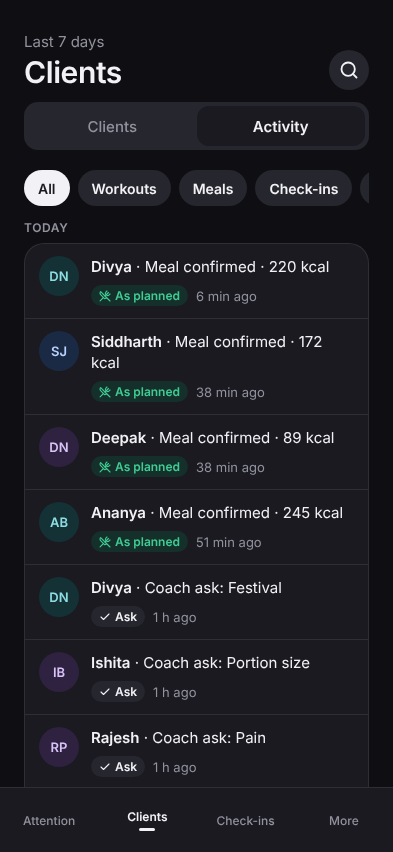 Last 7 days
Clients
Clients
Activity
All
Workouts
Meals
Check-ins
TODAY
DN
Divya · Meal confirmed · 220 kcal
As planned
6 min ago
SJ
Siddharth · Meal confirmed · 172
kcal
As planned
38 min ago
DN
Deepak · Meal confirmed · 89 kcal
As planned
38 min ago
AB
Ananya · Meal confirmed · 245 kcal
As planned
51 min ago
DN
Divya · Coach ask: Festival
Ask
1 h ago
IB
Ishita · Coach ask: Portion size
Ask
1 h ago
RP
Rajesh · Coach ask: Pain
Ask
1 h ago
Attention
Clients
Check-ins
More